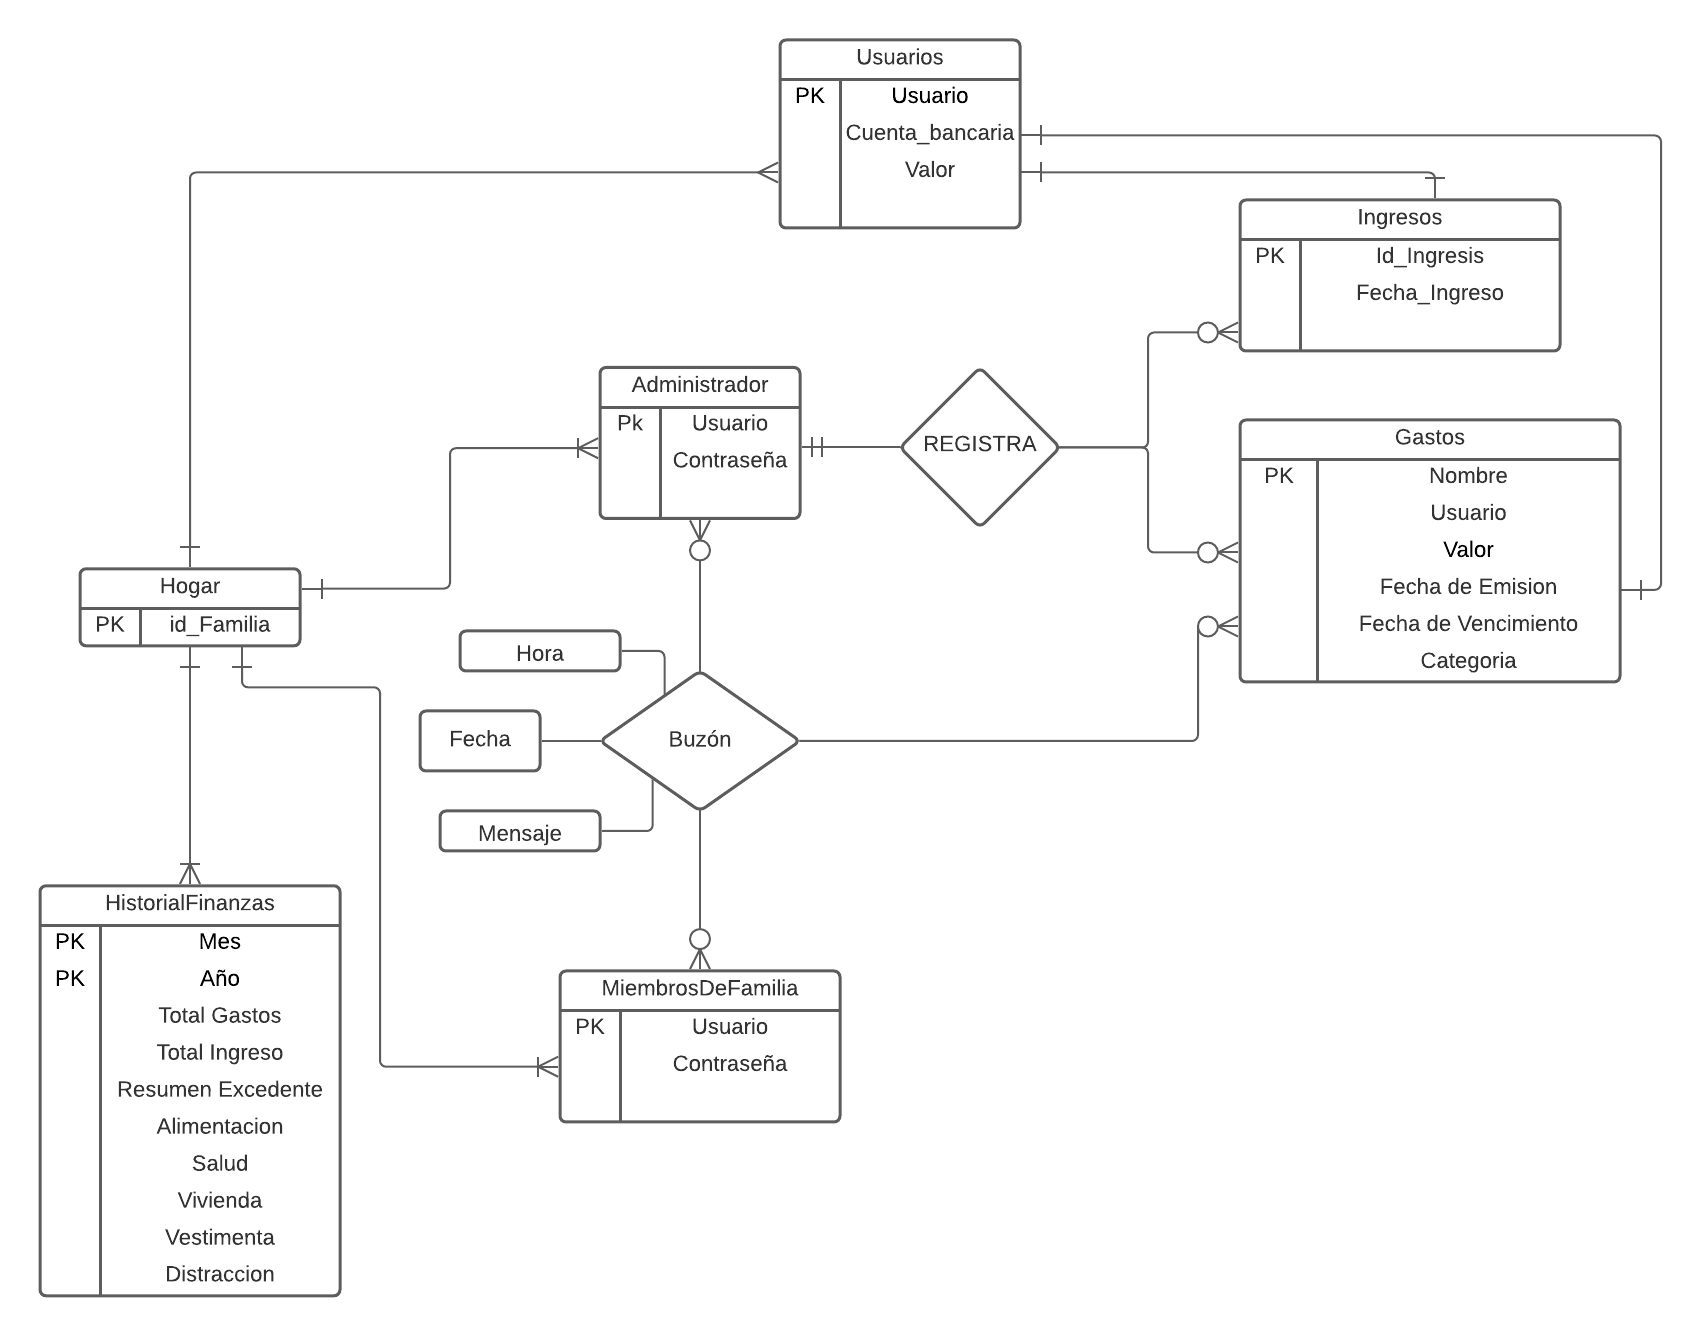 Usuarios
PK Usuario
Cuenta_bancaria
Valor
Ingresos
PK Id_Ingresis
Fecha_Ingreso
Administrador
Pk Usuario
Contraseña
REGISTRA
Gastos
PK Nombre
Usuario
Valor
Fecha de Emision
Fecha de Vencimiento
Categoria
Hogar
PK id_Familia
Hora
Fecha
Buzón
Mensaje
HistorialFinanzas
PK Mes
PK Año
Total Gastos
Total Ingreso
Resumen Excedente
Alimentacion
Salud
Vivienda
Vestimenta
Distraccion
MiembrosDeFamilia
PK Usuario
Contraseña